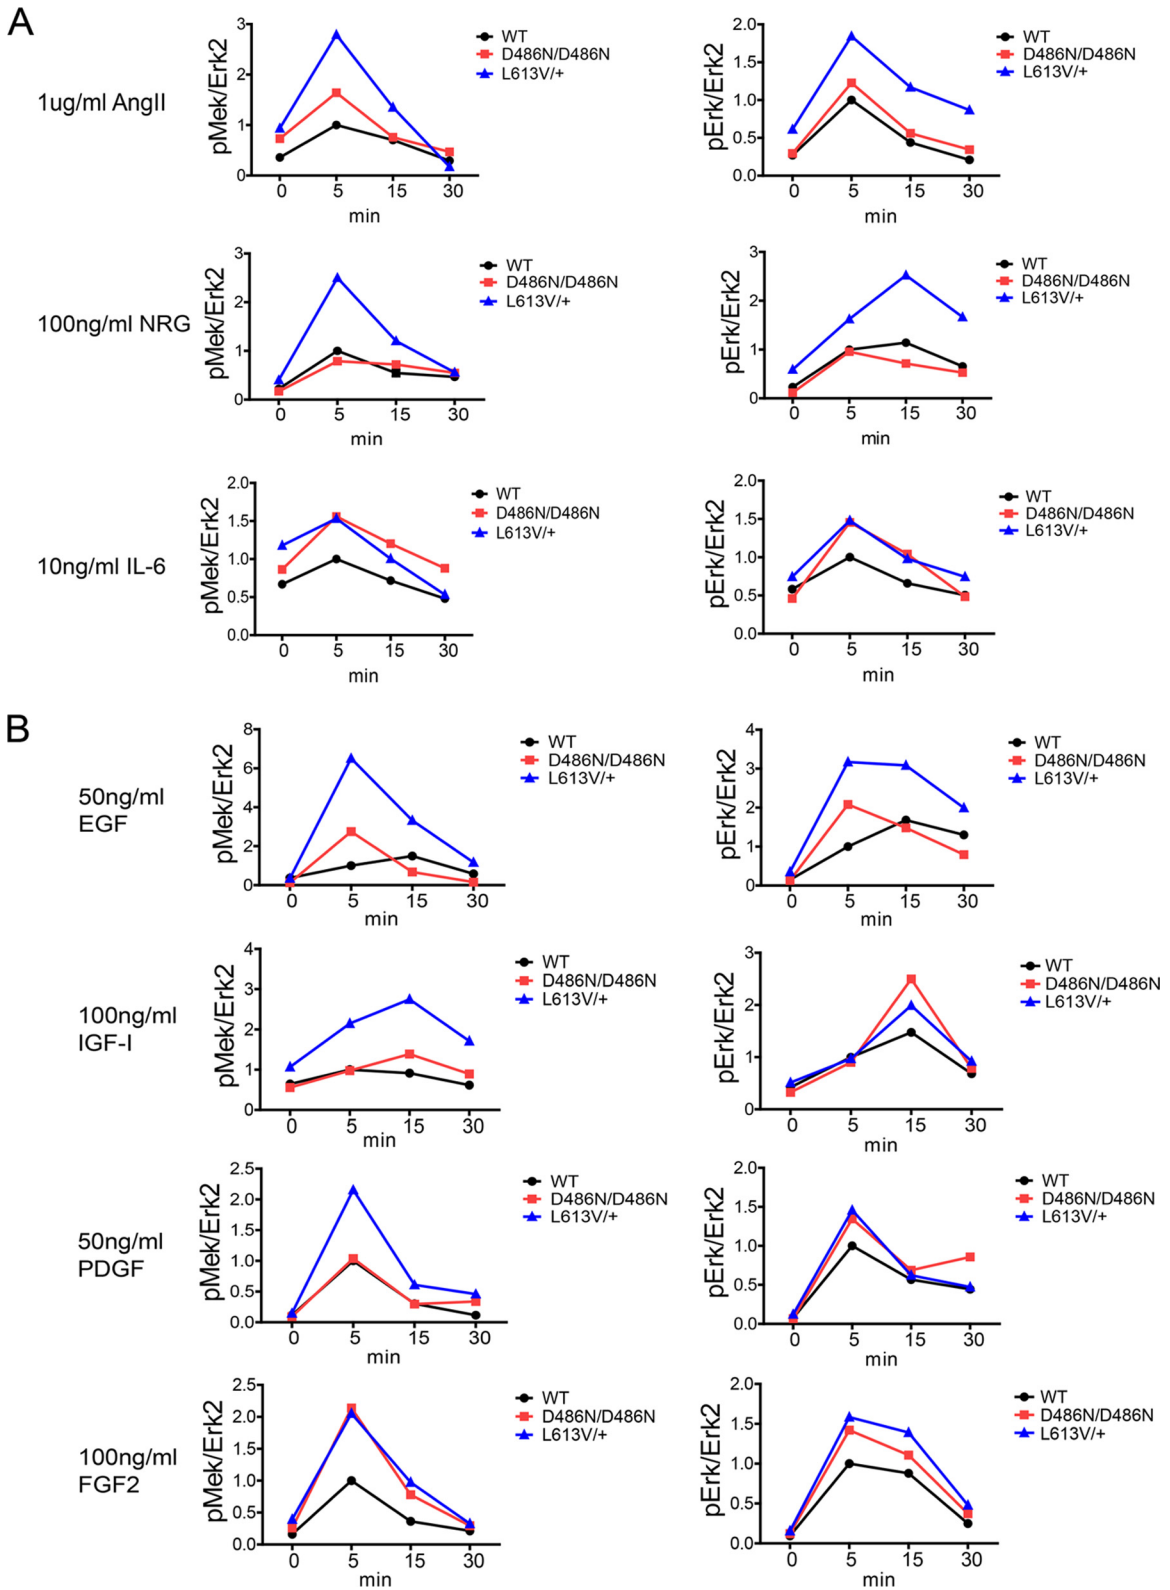 A
1ug/ml AngII
pMek/Erk2
3
2
1
0
0 5 15 30
min
WT
D486N/D486N
L613V/+
pErk/Erk2
2.0
1.5
1.0
0.5
0.0
0 5 15 30
min
WT
D486N/D486N
L613V/+
100ng/ml NRG
pMek/Erk2
3
2
1
0
0 5 15 30
min
WT
D486N/D486N
L613V/+
pErk/Erk2
3
2
1
0
0 5 15 30
min
WT
D486N/D486N
L613V/+
10ng/ml IL-6
pMek/Erk2
2.0
1.5
1.0
0.5
0.0
0 5 15 30
min
WT
D486N/D486N
L613V/+
pErk/Erk2
2.0
1.5
1.0
0.5
0.0
0 5 15 30
min
WT
D486N/D486N
L613V/+
B
50ng/ml
EGF
pMek/Erk2
8
6
4
2
0
0 5 15 30
min
WT
D486N/D486N
L613V/+
pErk/Erk2
4
3
2
1
0
0 5 15 30
min
WT
D486N/D486N
L613V/+
100ng/ml
IGF-I
pMek/Erk2
4
3
2
1
0
0 5 15 30
min
WT
D486N/D486N
L613V/+
pErk/Erk2
3
2
1
0
0 5 15 30
min
WT
D486N/D486N
L613V/+
50ng/ml
PDGF
pMek/Erk2
2.5
2.0
1.5
1.0
0.5
0.0
0 5 15 30
min
WT
D486N/D486N
L613V/+
pErk/Erk2
2.0
1.5
1.0
0.5
0.0
0 5 15 30
min
WT
D486N/D486N
L613V/+
100ng/ml
FGF2
pMek/Erk2
2.5
2.0
1.5
1.0
0.5
0.0
0 5 15 30
min
WT
D486N/D486N
L613V/+
pErk/Erk2
2.0
1.5
1.0
0.5
0.0
0 5 15 30
min
WT
D486N/D486N
L613V/+